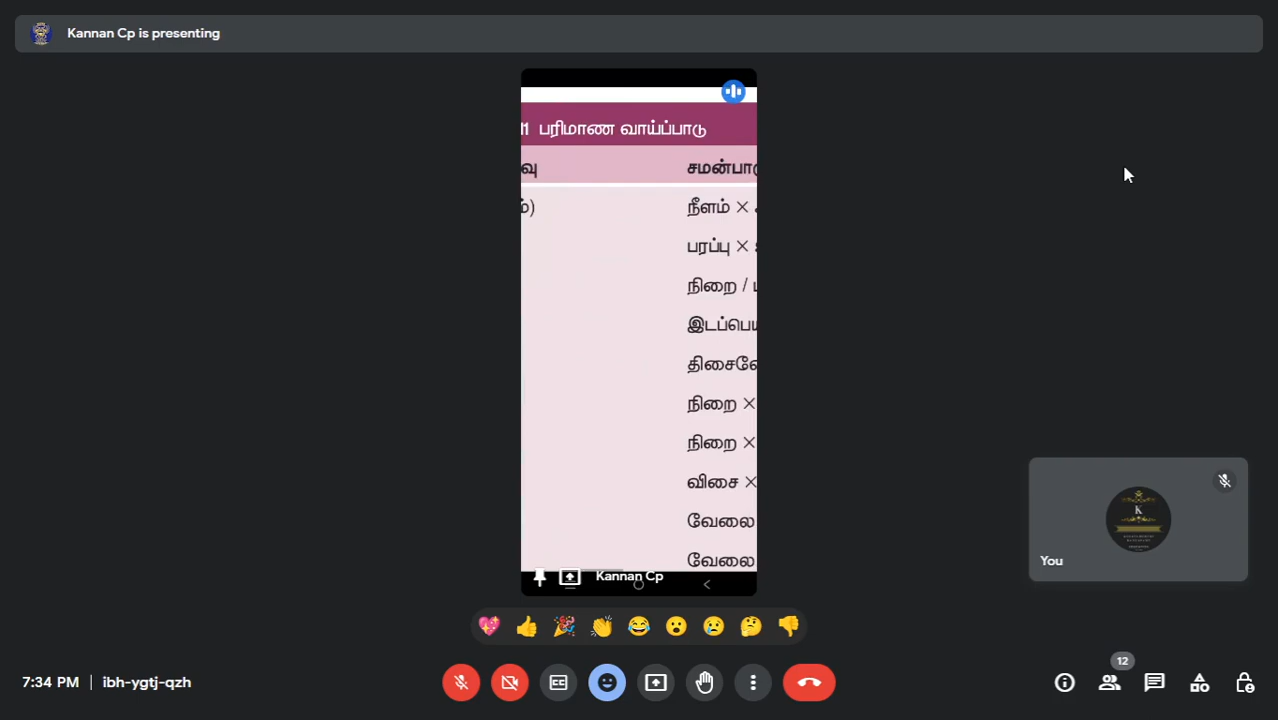 Kannan Cp is presenting
11 பரிமாண வாய்ப்பாடு
வு
சமன்பாடு
ம்)
நீளம் ×
பரப்பு ×
நிறை /
இடப்பெய
திசைவே
நிறை ×
நிறை ×
விசை ×
வேலை
வேலை
Kannan Cp
K
You
12
7:34 PM | ibh-ygtj-qzh